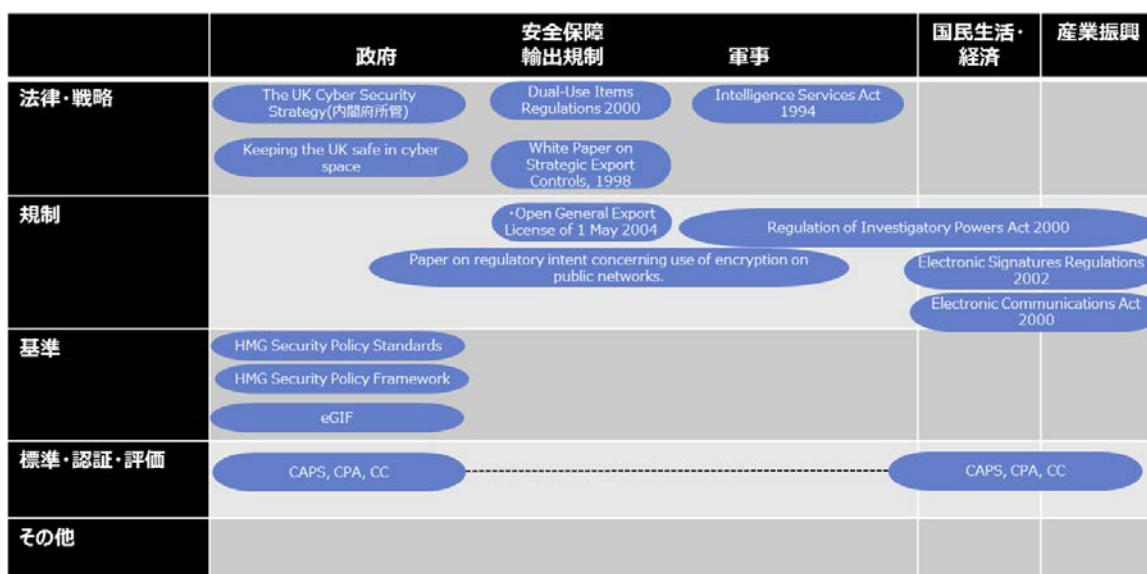 政府
安全保障
輸出規制
軍事
国民生活・
経済
産業振興
法律・戦略
The UK Cyber Security
Strategy(内閣府所管)
Dual-Use Items
Regulations 2000
Intelligence Services Act
1994
Keeping the UK safe in cyber
space
White Paper on
Strategic Export
Controls, 1998
規制
・Open General Export
License of 1 May 2004
Regulation of Investigatory Powers Act 2000
Paper on regulatory intent concerning use of encryption on
public networks.
Electronic Signatures Regulations
2002
Electronic Communications Act
2000
基準
HMG Security Policy Standards
HMG Security Policy Framework
eGIF
標準・認証・評価
CAPS, CPA, CC
CAPS, CPA, CC
その他